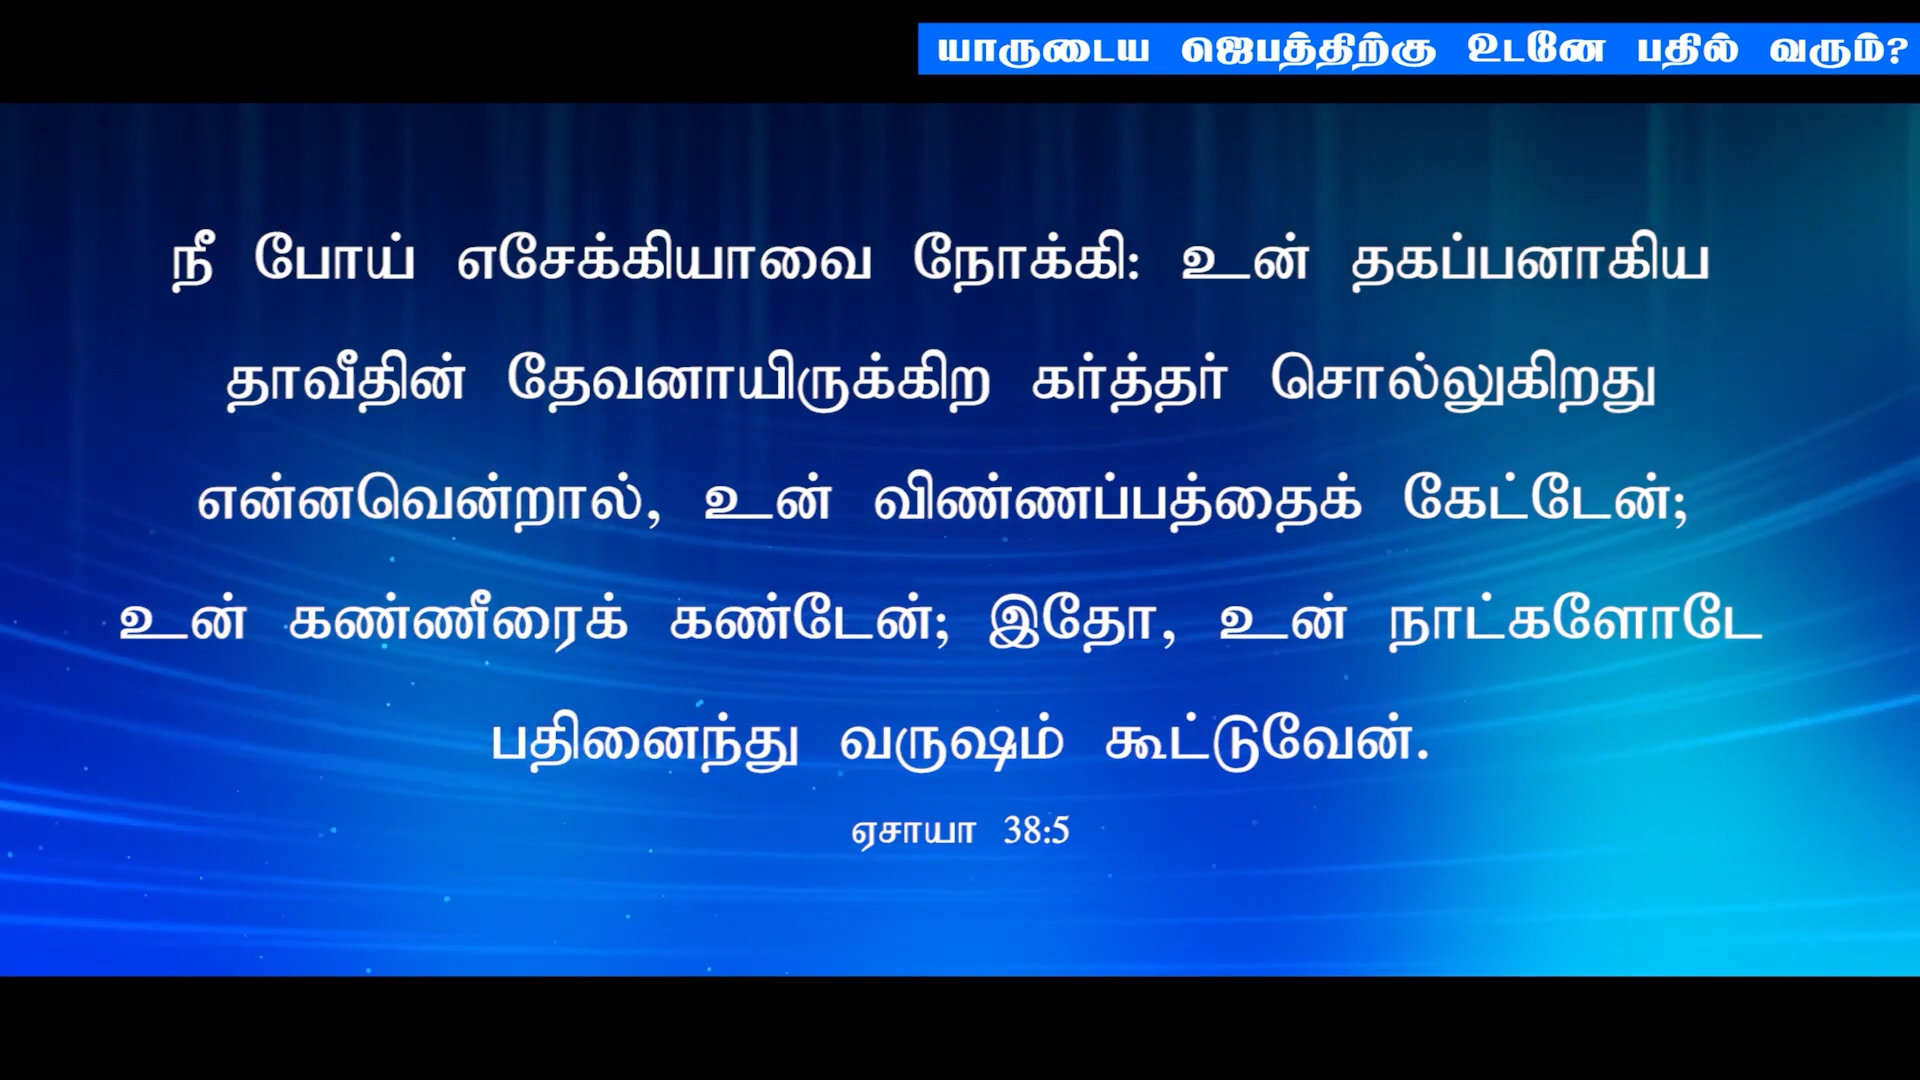 யாருடைய ஜெபத்திற்கு உடனே பதில் வரும்?
நீ போய் எசேக்கியாவை நோக்கி: உன் தகப்பனாகிய
தாவீதின் தேவனாயிருக்கிற கர்த்தர் சொல்லுகிறது
என்னவென்றால், உன் விண்ணப்பத்தைக் கேட்டேன்;
உன் கண்ணீரைக் கண்டேன்; இதோ, உன் நாட்களோடே
பதினைந்து வருஷம் கூட்டுவேன்.
ஏசாயா 38:5